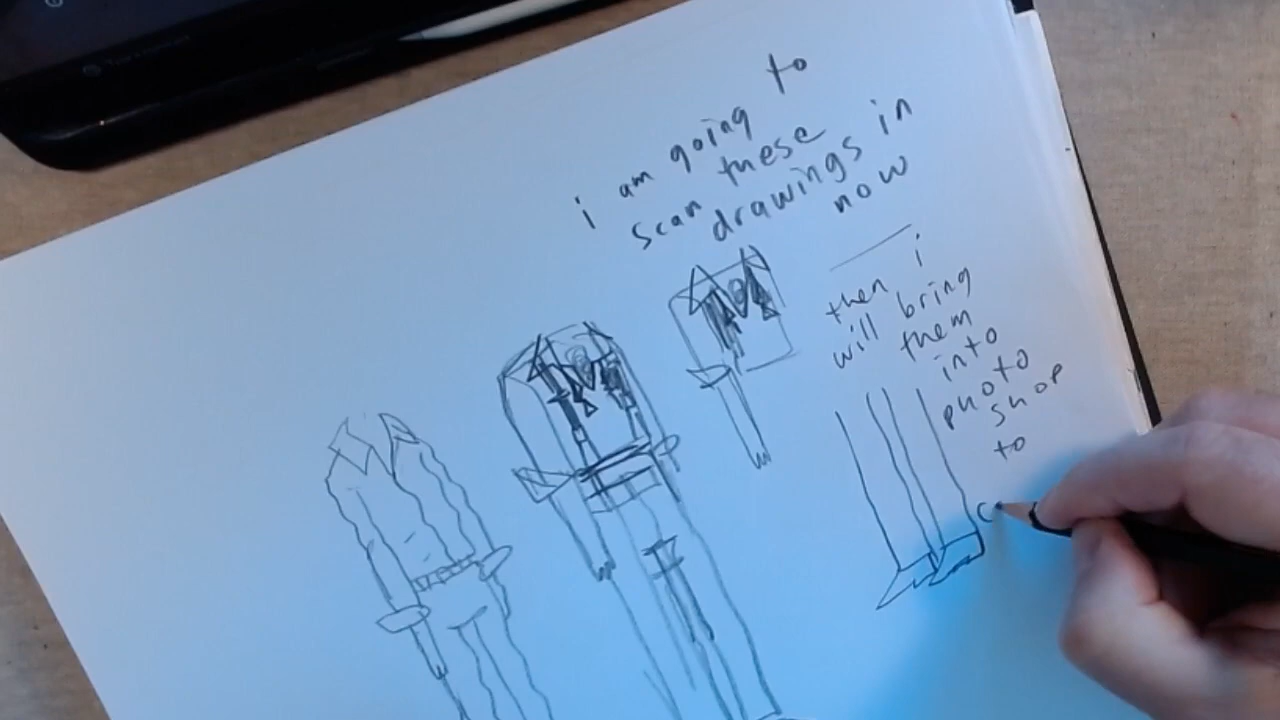 i am going to
scan these
drawings in
now
then i
will bring
them
into
photo
shop
to
c